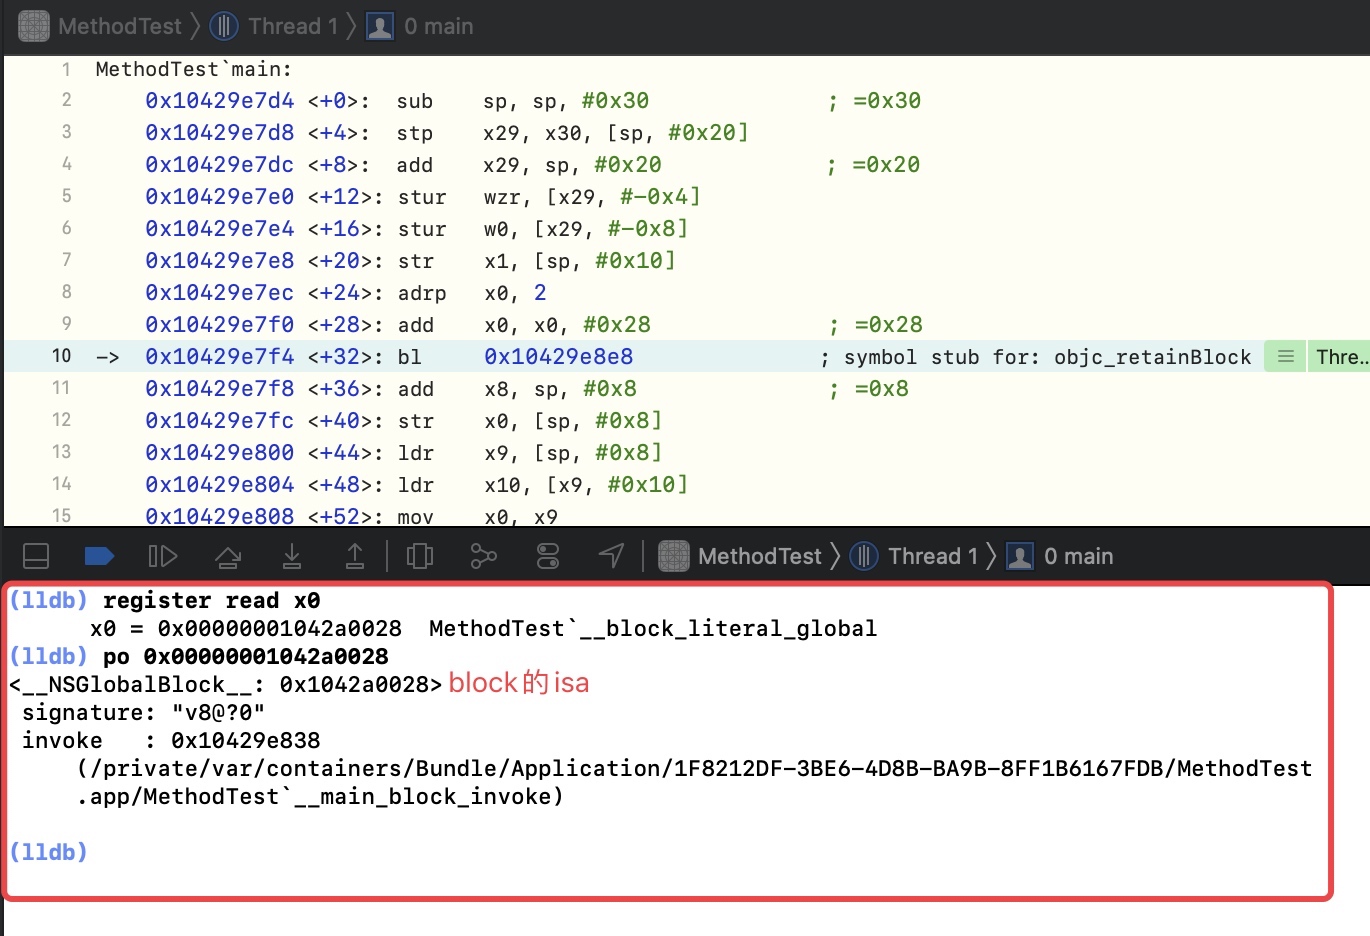 MethodTest 〉 Thread 1 〉 0 main
1 MethodTest`main:
2 0x10429e7d4 <+0>: sub sp, sp, #0x30 ; =0x30
3 0x10429e7d8 <+4>: stp x29, x30, [sp, #0x20]
4 0x10429e7dc <+8>: add x29, sp, #0x20 ; =0x20
5 0x10429e7e0 <+12>: stur wzr, [x29, #-0x4]
6 0x10429e7e4 <+16>: stur w0, [x29, #-0x8]
7 0x10429e7e8 <+20>: str x1, [sp, #0x10]
8 0x10429e7ec <+24>: adrp x0, 2
9 0x10429e7f0 <+28>: add x0, x0, #0x28 ; =0x28
10 -> 0x10429e7f4 <+32>: bl 0x10429e8e8 ; symbol stub for: objc_retainBlock Thre…
11 0x10429e7f8 <+36>: add x8, sp, #0x8 ; =0x8
12 0x10429e7fc <+40>: str x0, [sp, #0x8]
13 0x10429e800 <+44>: ldr x9, [sp, #0x8]
14 0x10429e804 <+48>: ldr x10, [x9, #0x10]
15 0x10429e808 <+52>: mov x0, x9
MethodTest 〉 Thread 1 〉 0 main
(lldb) register read x0
x0 = 0x00000001042a0028 MethodTest`__block_literal_global
(lldb) po 0x00000001042a0028
<__NSGlobalBlock__: 0x1042a0028> block的isa
signature: "v8@?0"
invoke : 0x10429e838
(/private/var/containers/Bundle/Application/1F8212DF-3BE6-4D8B-BA9B-8FF1B6167FDB/MethodTest
.app/MethodTest`__main_block_invoke)
(lldb)